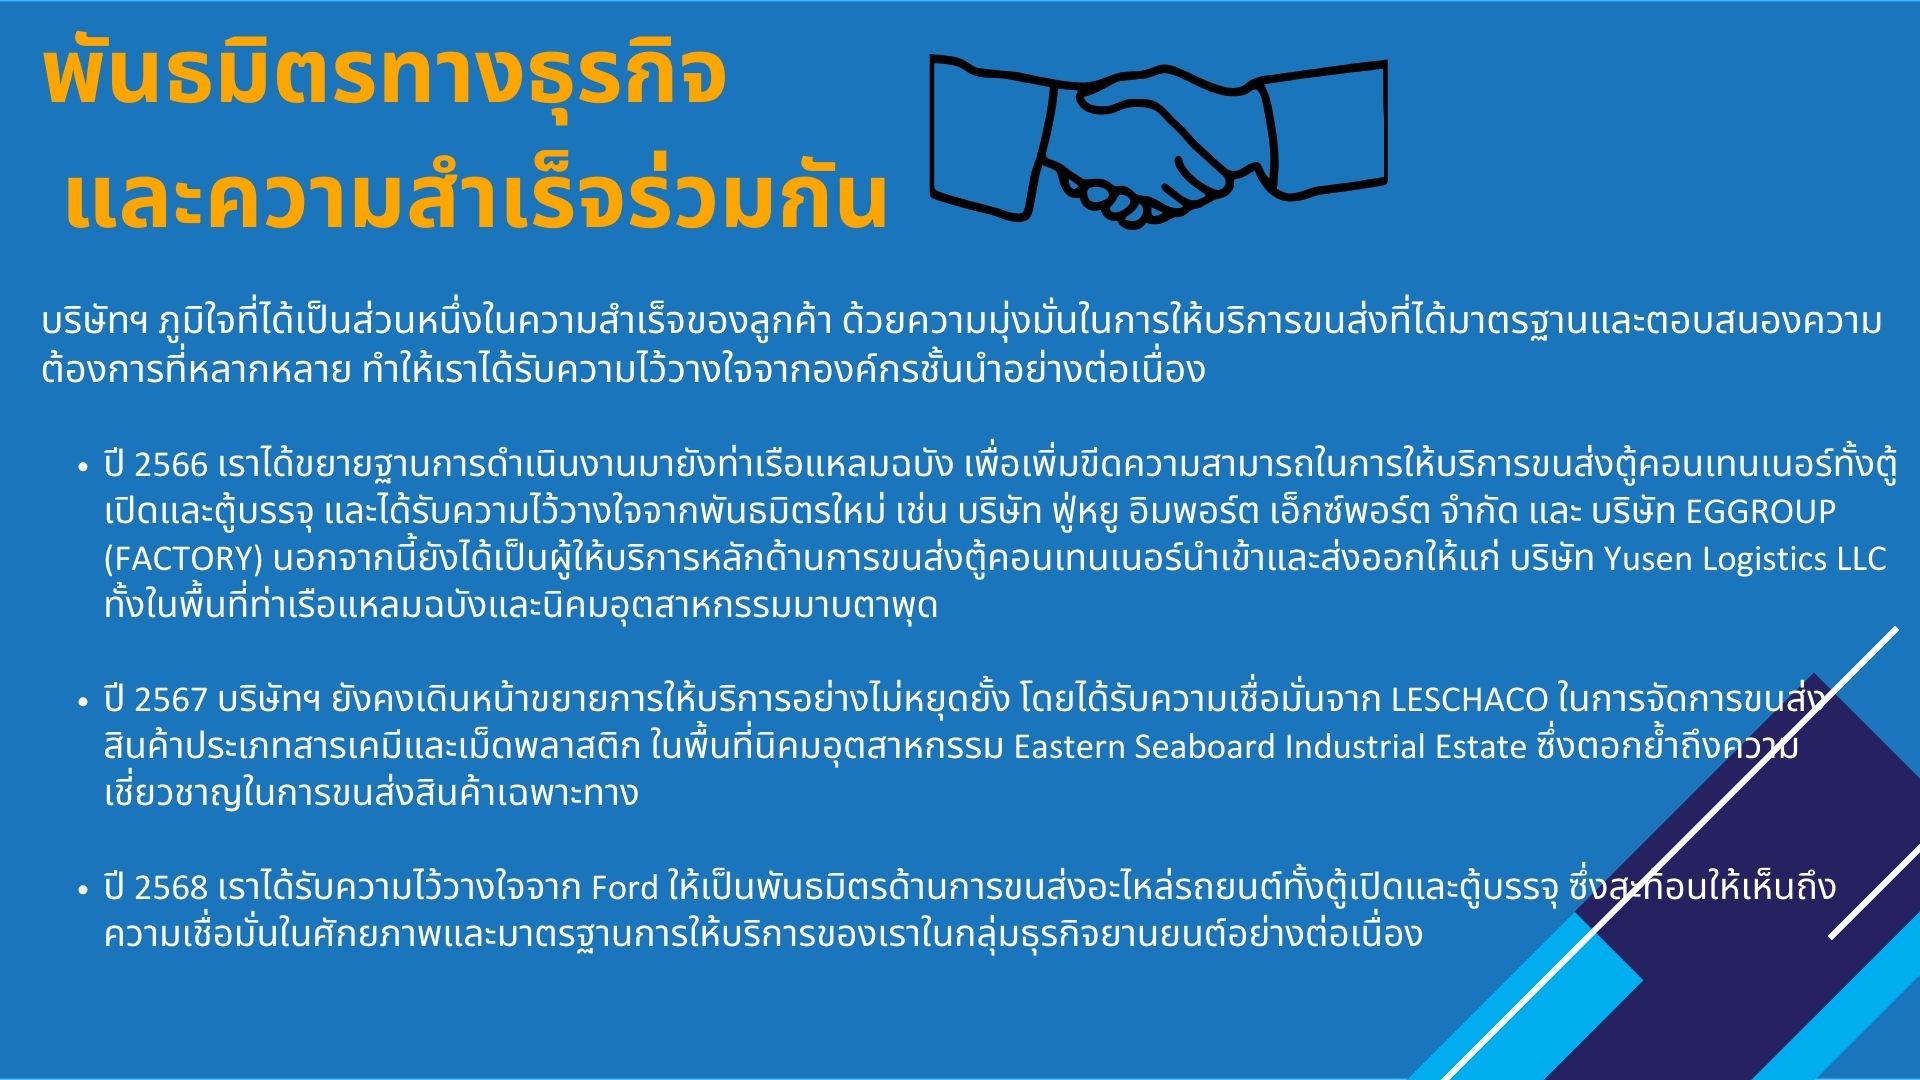 พันธมิตรทางธุรกิจ
และความสำเร็จร่วมกัน
บริษัทฯ ภูมิใจที่ได้เป็นส่วนหนึ่งในความสำเร็จของลูกค้า ด้วยความมุ่งมั่นในการให้บริการขนส่งที่ได้มาตรฐานและตอบสนองความ
ต้องการที่หลากหลาย ทำให้เราได้รับความไว้วางใจจากองค์กรชั้นนำอย่างต่อเนื่อง
• ปี 2566 เราได้ขยายฐานการดำเนินงานมายังท่าเรือแหลมฉบัง เพื่อเพิ่มขีดความสามารถในการให้บริการขนส่งตู้คอนเทนเนอร์ทั้งตู้
เปิดและตู้บรรจุ และได้รับความไว้วางใจจากพันธมิตรใหม่ เช่น บริษัท ฟู่หยู อิมพอร์ต เอ็กซ์พอร์ต จำกัด และ บริษัท EGGROUP
(FACTORY) นอกจากนี้ยังได้เป็นผู้ให้บริการหลักด้านการขนส่งตู้คอนเทนเนอร์นำเข้าและส่งออกให้แก่ บริษัท Yusen Logistics LLC
ทั้งในพื้นที่ท่าเรือแหลมฉบังและนิคมอุตสาหกรรมมาบตาพุด
• ปี 2567 บริษัทฯ ยังคงเดินหน้าขยายการให้บริการอย่างไม่หยุดยั้ง โดยได้รับความเชื่อมั่นจาก LESCHACO ในการจัดการขนส่ง
สินค้าประเภทสารเคมีและเม็ดพลาสติก ในพื้นที่นิคมอุตสาหกรรม Eastern Seaboard Industrial Estate ซึ่งตอกย้ำถึงความ
เชี่ยวชาญในการขนส่งสินค้าเฉพาะทาง
• ปี 2568 เราได้รับความไว้วางใจจาก Ford ให้เป็นพันธมิตรด้านการขนส่งอะไหล่รถยนต์ทั้งตู้เปิดและตู้บรรจุ ซึ่งสะท้อนให้เห็นถึง
ความเชื่อมั่นในศักยภาพและมาตรฐานการให้บริการของเราในกลุ่มธุรกิจยานยนต์อย่างต่อเนื่อง